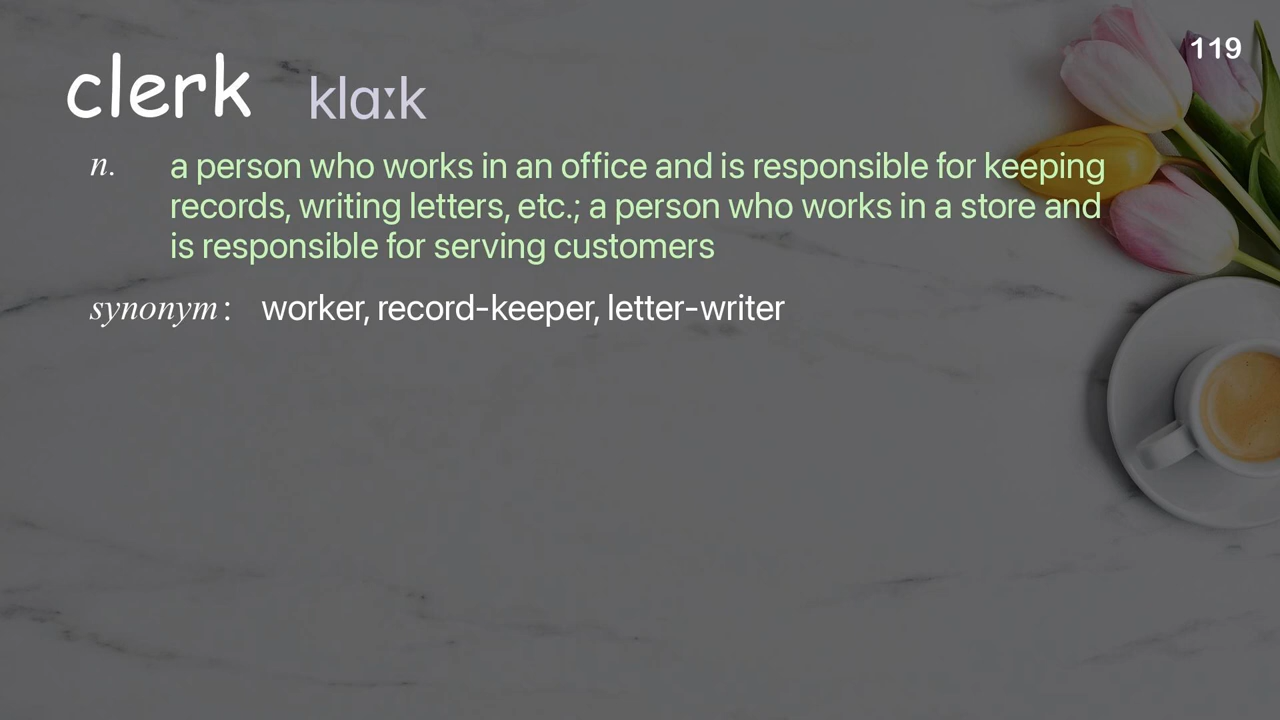 119
clerk klɑːk
n. a person who works in an office and is responsible for keeping
records, writing letters, etc.; a person who works in a store and
is responsible for serving customers
synonym: worker, record-keeper, letter-writer